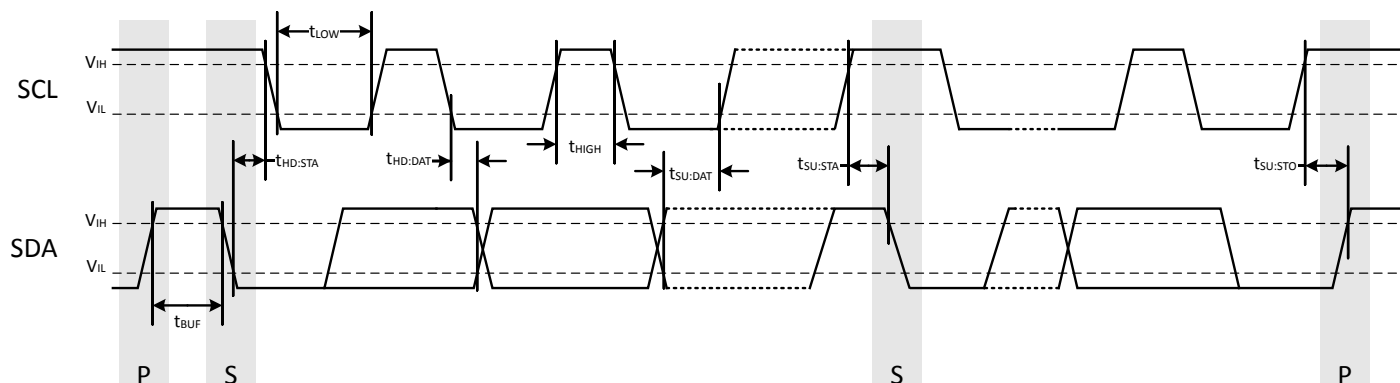 tLOW
VIH
SCL
VIL
tHD:STA
tHD:DAT
tHIGH
tSU:DAT
tSU:STA
tSU:STO
VIH
SDA
VIL
tBUF
P
S
S
P